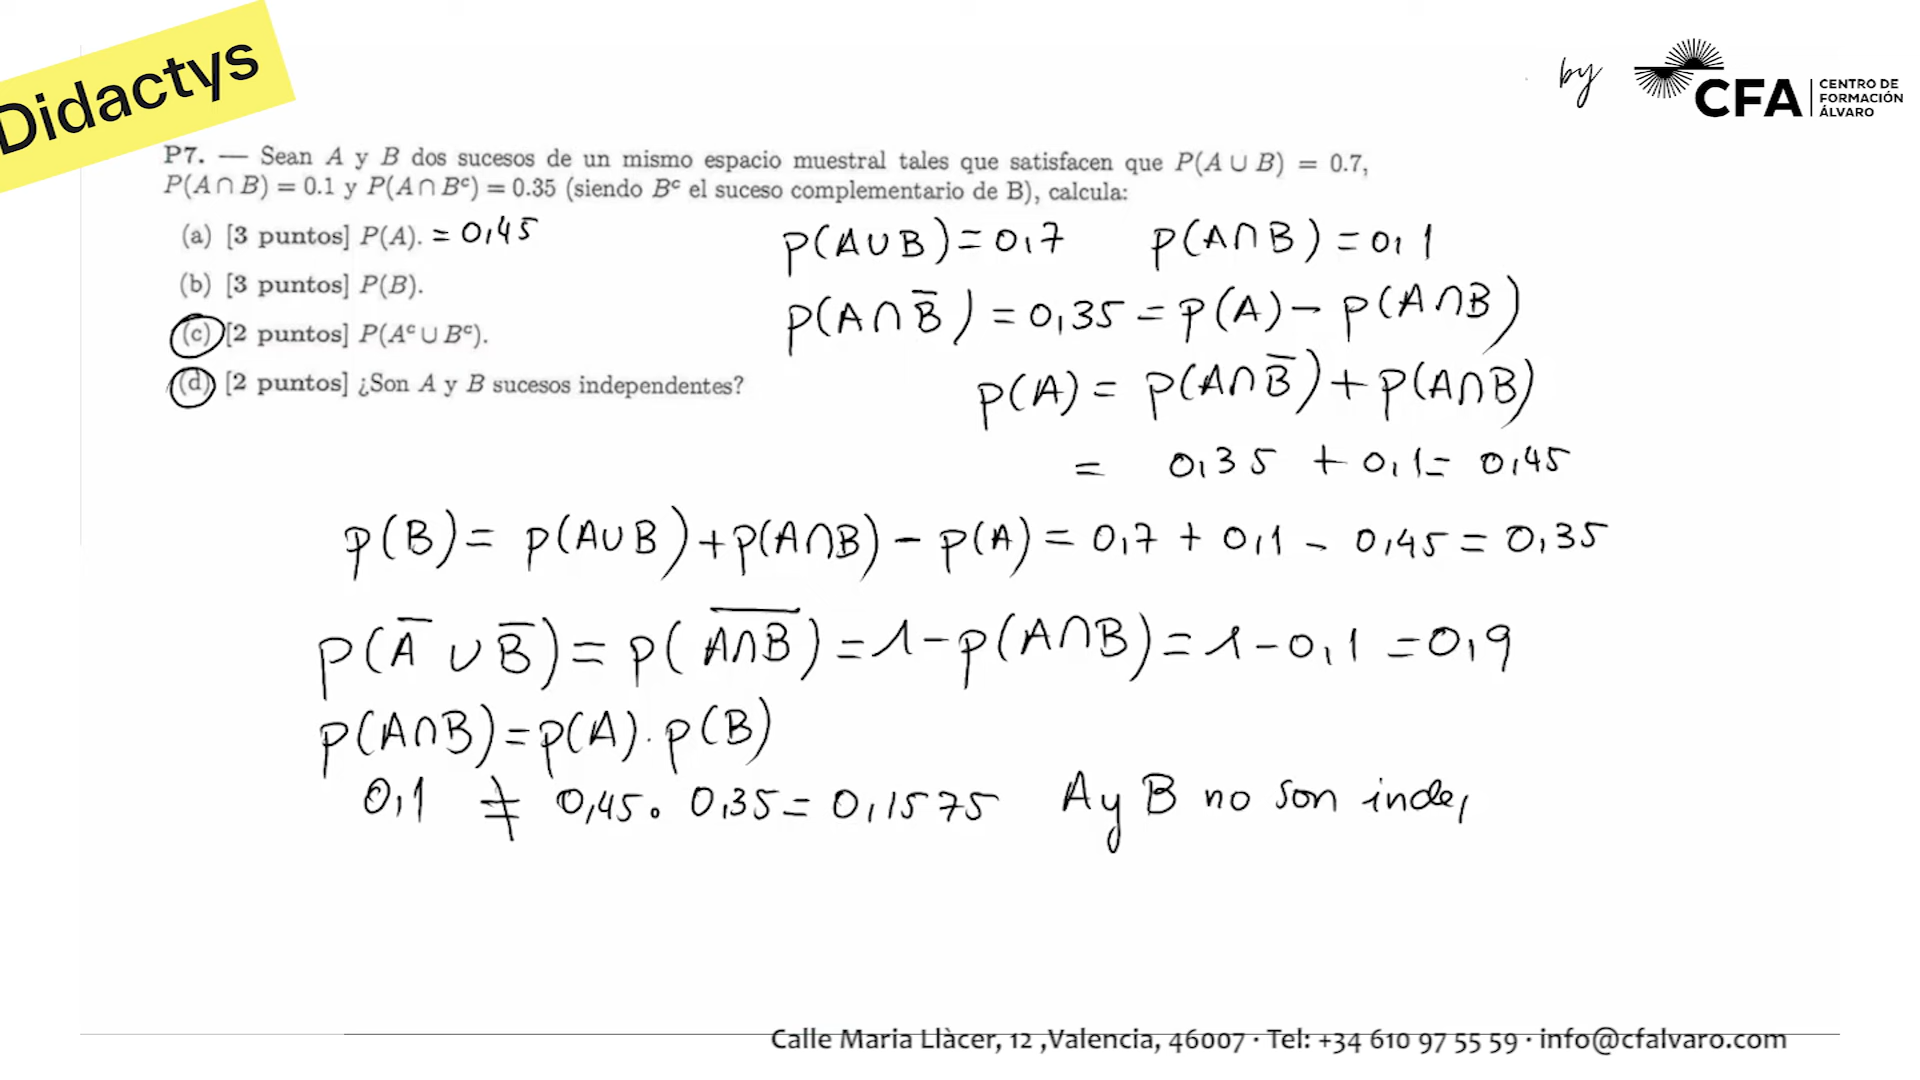 Didactys
by CFA CENTRO DE
FORMACIÓN
ÁLVARO
P7. — Sean A y B dos sucesos de un mismo espacio muestral tales que satisfacen que P(A ∪ B) = 0.7,
P(A ∩ B) = 0.1 y P(A ∩ Bᶜ) = 0.35 (siendo Bᶜ el suceso complementario de B), calcula:
(a) [3 puntos] P(A). = 0,45
(b) [3 puntos] P(B).
(c) [2 puntos] P(Aᶜ ∪ Bᶜ).
(d) [2 puntos] ¿Son A y B sucesos independientes?
p(A∪B) = 0,7 p(A∩B) = 0,1
p(A∩B̅) = 0,35 = p(A) − p(A∩B)
p(A) = p(A∩B̅) + p(A∩B)
= 0,35 + 0,1 = 0,45
p(B) = p(A∪B) + p(A∩B) − p(A) = 0,7 + 0,1 − 0,45 = 0,35
p(A̅ ∪ B̅) = p(A̅∩̅B̅) = 1 − p(A∩B) = 1 − 0,1 = 0,9
p(A∩B) = p(A) · p(B)
0,1 ≠ 0,45 · 0,35 = 0,1575 A y B no son inde,
Calle Maria Llàcer, 12 ,Valencia, 46007 · Tel: +34 610 97 55 59 · info@cfalvaro.com